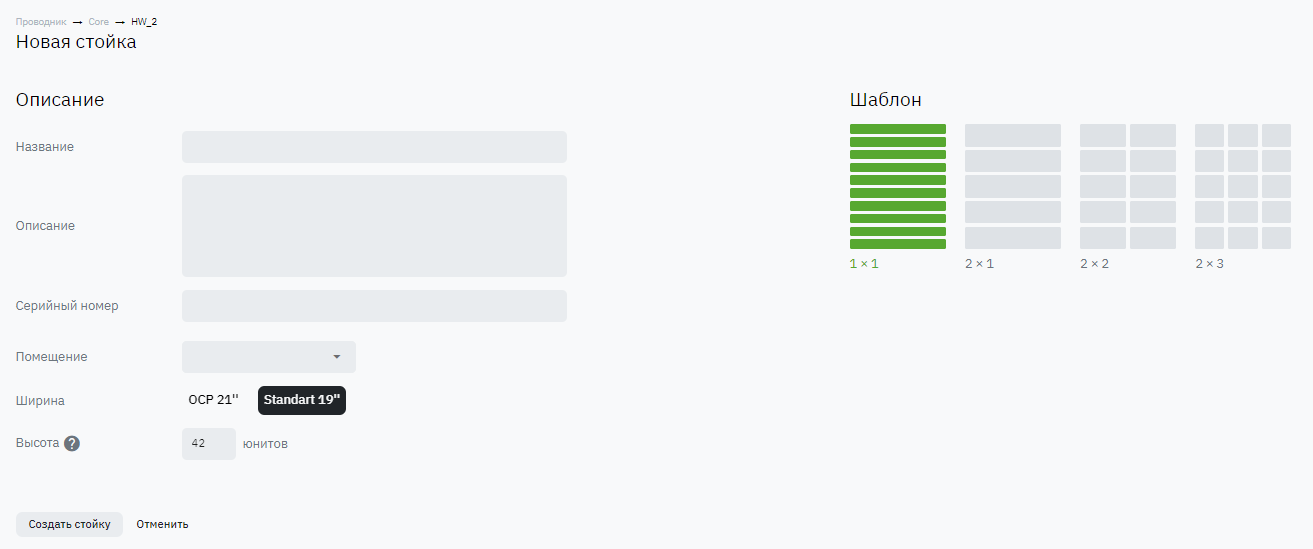 Проводник → Core → HW_2
Новая стойка
Описание
Название
Описание
Серийный номер
Помещение
Ширина OCP 21" Standart 19"
Высота ? 42 юнитов
Создать стойку Отменить
Шаблон
1 × 1 2 × 1 2 × 2 2 × 3